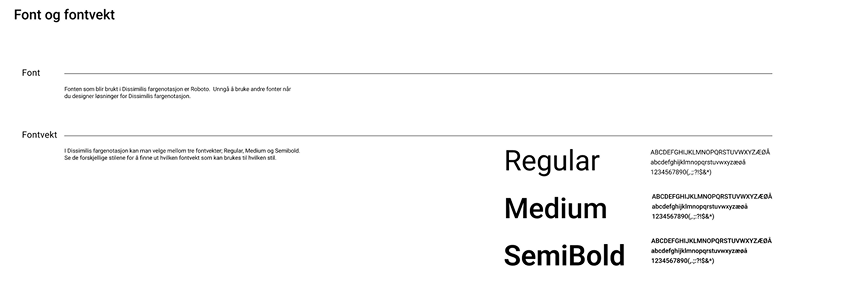 Font og fontvekt
Font
Fonten som blir brukt i Dissimilis fargenotasjon er Roboto. Unngå å bruke andre fonter når
du designer løsninger for Dissimilis fargenotasjon.
Fontvekt
I Dissimilis fargenotasjon kan man velge mellom tre fontvekter; Regular, Medium og Semibold.
Se de forskjellige stilene for å finne ut hvilken fontvekt som kan brukes til hvilken stil.
Regular
ABCDEFGHIJKLMNOPQRSTUVWXYZÆØÅ
abcdefghijklmnopqrstuvwxyzæøå
1234567890(,.;:?!$&*)
Medium
ABCDEFGHIJKLMNOPQRSTUVWXYZÆØÅ
abcdefghijklmnopqrstuvwxyzæøå
1234567890(,.;:?!$&*)
SemiBold
ABCDEFGHIJKLMNOPQRSTUVWXYZÆØÅ
abcdefghijklmnopqrstuvwxyzæøå
1234567890(,.;:?!$&*)